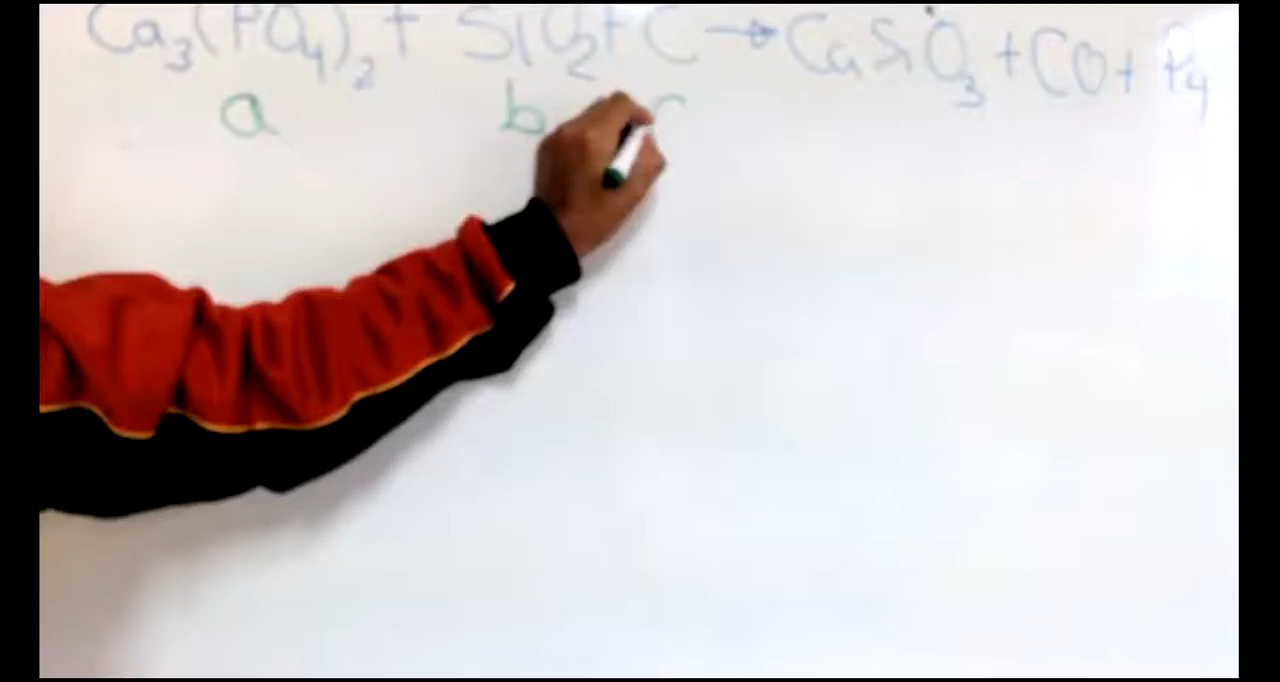 Ca₃(PO₄)₂ + SiO₂ + C → CaSiO₃ + CO + P₄
a b c